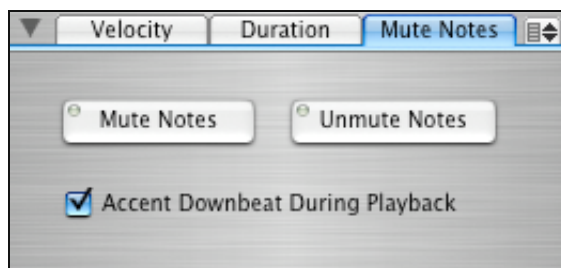 Velocity Duration Mute Notes
Mute Notes Unmute Notes
Accent Downbeat During Playback